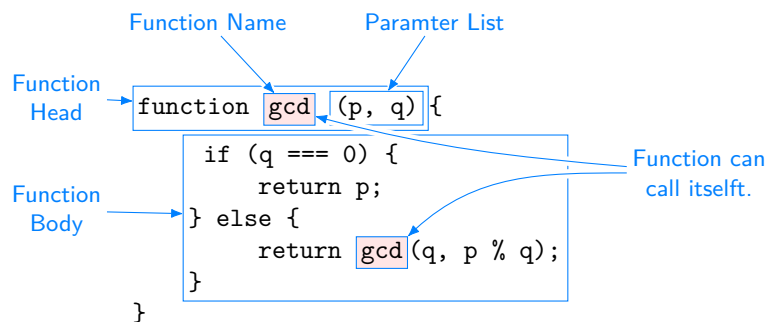 Function Name
Paramter List
Function
Head
function gcd (p, q) {
if (q === 0) {
return p;
} else {
return gcd(q, p % q);
}
}
Function
Body
Function can
call itselft.